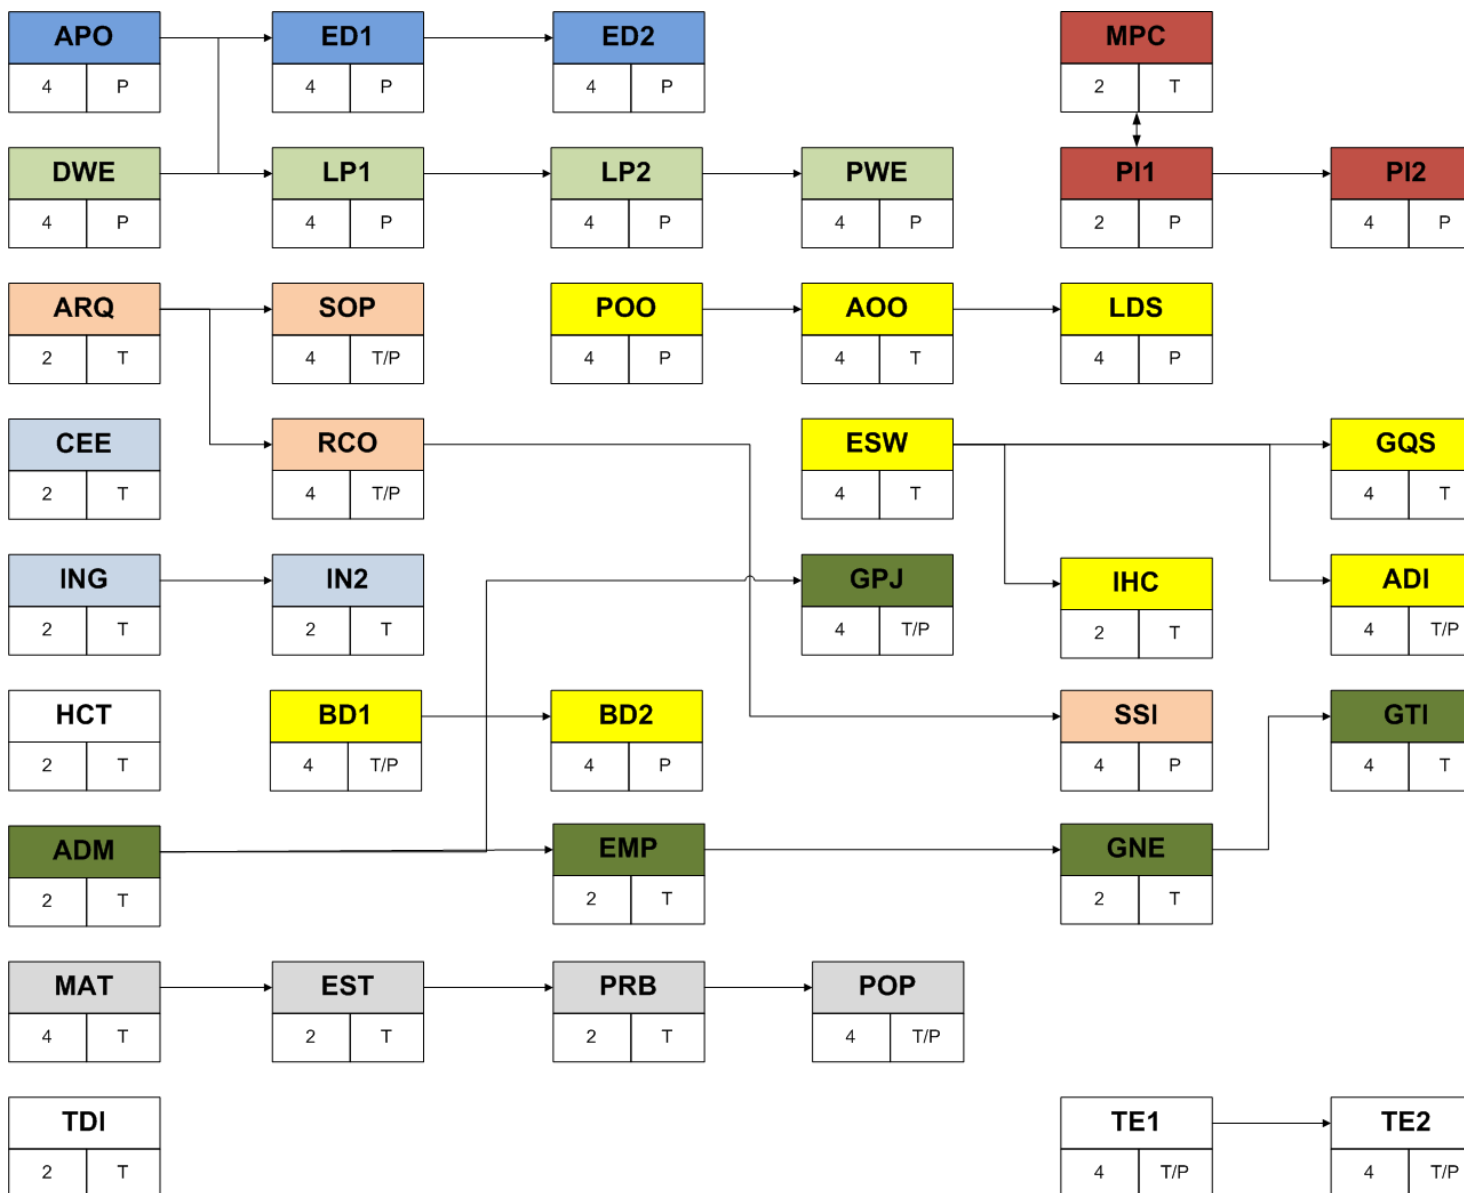 APO ED1 ED2 MPC
4 P 4 P 4 P 2 T
DWE LP1 LP2 PWE PI1 PI2
4 P 4 P 4 P 4 P 2 P 4 P
ARQ SOP POO AOO LDS
2 T 4 T/P 4 P 4 T 4 P
CEE RCO ESW GQS
2 T 4 T/P 4 T 4 T
ING IN2 GPJ IHC ADI
2 T 2 T 4 T/P 2 T 4 T/P
HCT BD1 BD2 SSI GTI
2 T 4 T/P 4 P 4 P 4 T
ADM EMP GNE
2 T 2 T 2 T
MAT EST PRB POP
4 T 2 T 2 T 4 T/P
TDI TE1 TE2
2 T 4 T/P 4 T/P